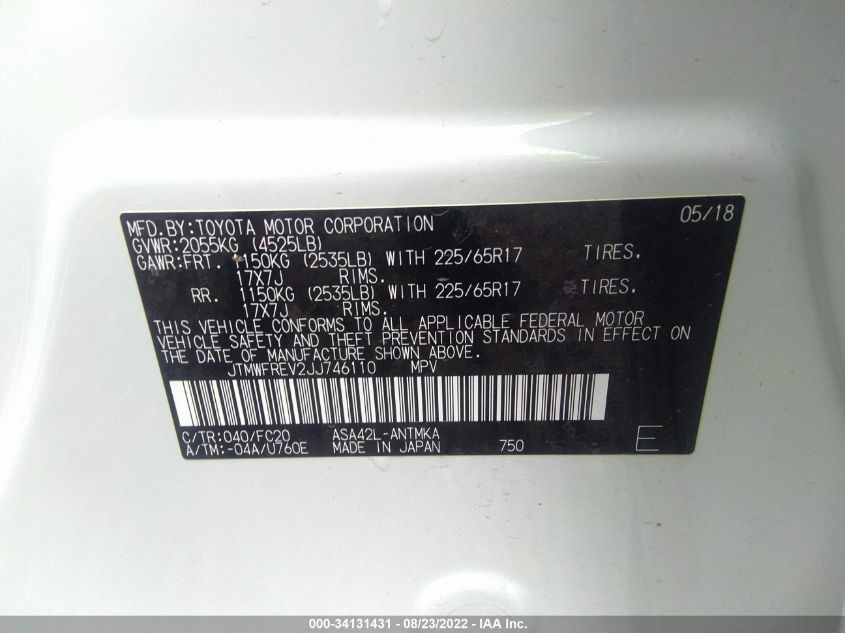 MFD.BY:TOYOTA MOTOR CORPORATION 05/18
GVWR:2055KG (4525LB)
GAWR:FRT. 1150KG (2535LB) WITH 225/65R17 TIRES.
17X7J RIMS.
RR. 1150KG (2535LB) WITH 225/65R17 TIRES.
17X7J RIMS.
THIS VEHICLE CONFORMS TO ALL APPLICABLE FEDERAL MOTOR
VEHICLE SAFETY AND THEFT PREVENTION STANDARDS IN EFFECT ON
THE DATE OF MANUFACTURE SHOWN ABOVE.
JTMWFREV2JJ746110 MPV
C/TR:040/FC20 ASA42L-ANTMKA
A/TM:-04A/U760E MADE IN JAPAN 750 E
000-34131431 - 08/23/2022 - IAA Inc.